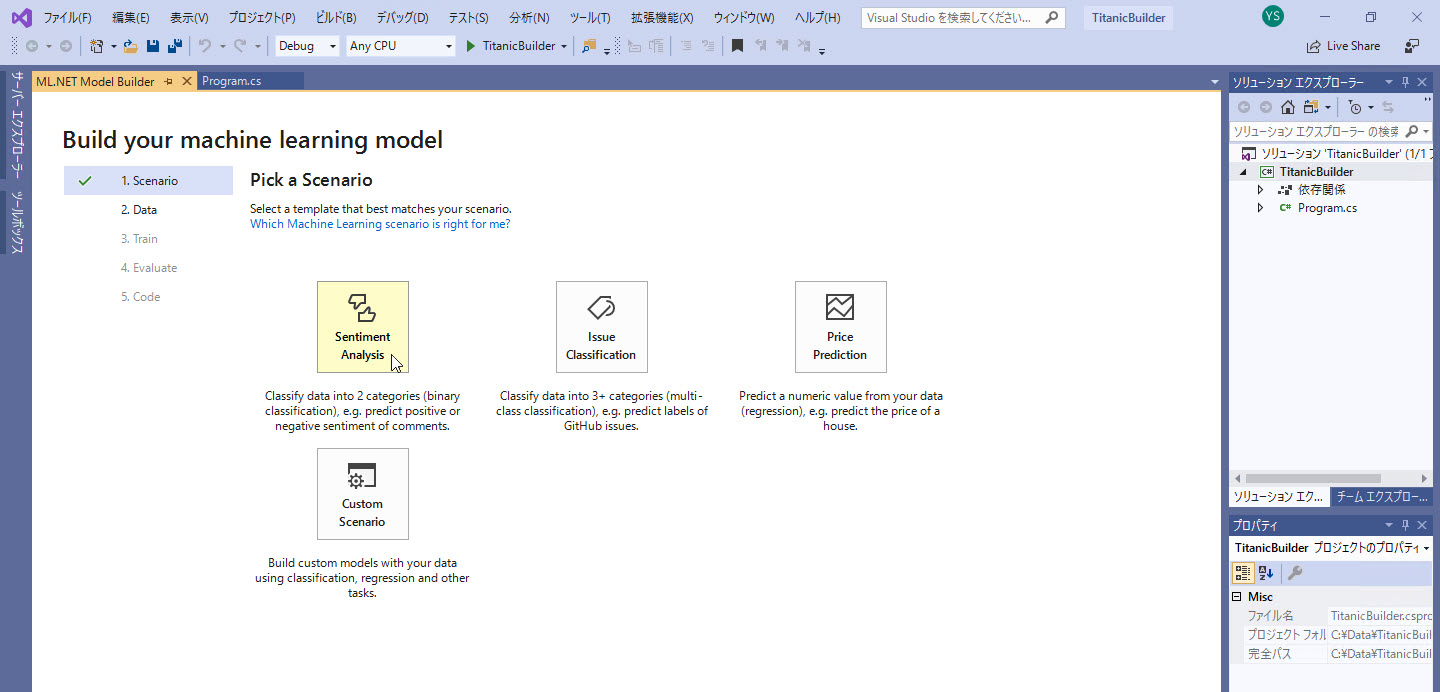 ファイル(F) 編集(E) 表示(V) プロジェクト(P) ビルド(B) デバッグ(D) テスト(S) 分析(N) ツール(T) 拡張機能(X) ウィンドウ(W) ヘルプ(H) Visual Studio を検索してください... TitanicBuilder YS
Debug Any CPU TitanicBuilder Live Share
サーバー エクスプローラー
ツールボックス
ML.NET Model Builder Program.cs
Build your machine learning model
1. Scenario
2. Data
3. Train
4. Evaluate
5. Code
Pick a Scenario
Select a template that best matches your scenario.
Which Machine Learning scenario is right for me?
Sentiment
Analysis
Classify data into 2 categories (binary
classification), e.g. predict positive or
negative sentiment of comments.
Issue
Classification
Classify data into 3+ categories (multi-
class classification), e.g. predict labels of
GitHub issues.
Price
Prediction
Predict a numeric value from your data
(regression), e.g. predict the price of a
house.
Custom
Scenario
Build custom models with your data
using classification, regression and other
tasks.
ソリューション エクスプローラー
ソリューション エクスプローラー の検索
ソリューション 'TitanicBuilder' (1/1
C# TitanicBuilder
依存関係
C# Program.cs
ソリューション エク... チーム エクスプロー...
プロパティ
TitanicBuilder プロジェクトのプロパティ
Misc
ファイル名 TitanicBuilder.cspro
プロジェクト フォル C:¥Data¥TitanicBuil
完全パス C:¥Data¥TitanicBuil